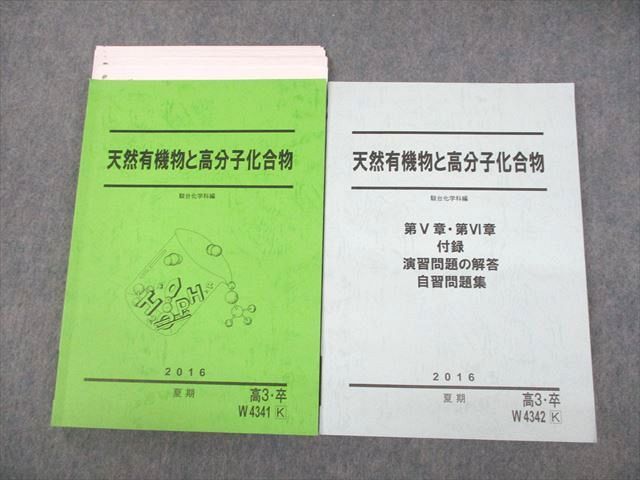 天然有機物と高分子化合物
駿台化学科編
2016
夏期
高3・卒
W4341 K
天然有機物と高分子化合物
駿台化学科編
第Ⅴ章・第Ⅵ章
付録
演習問題の解答
自習問題集
2016
夏期
高3・卒
W4342 K